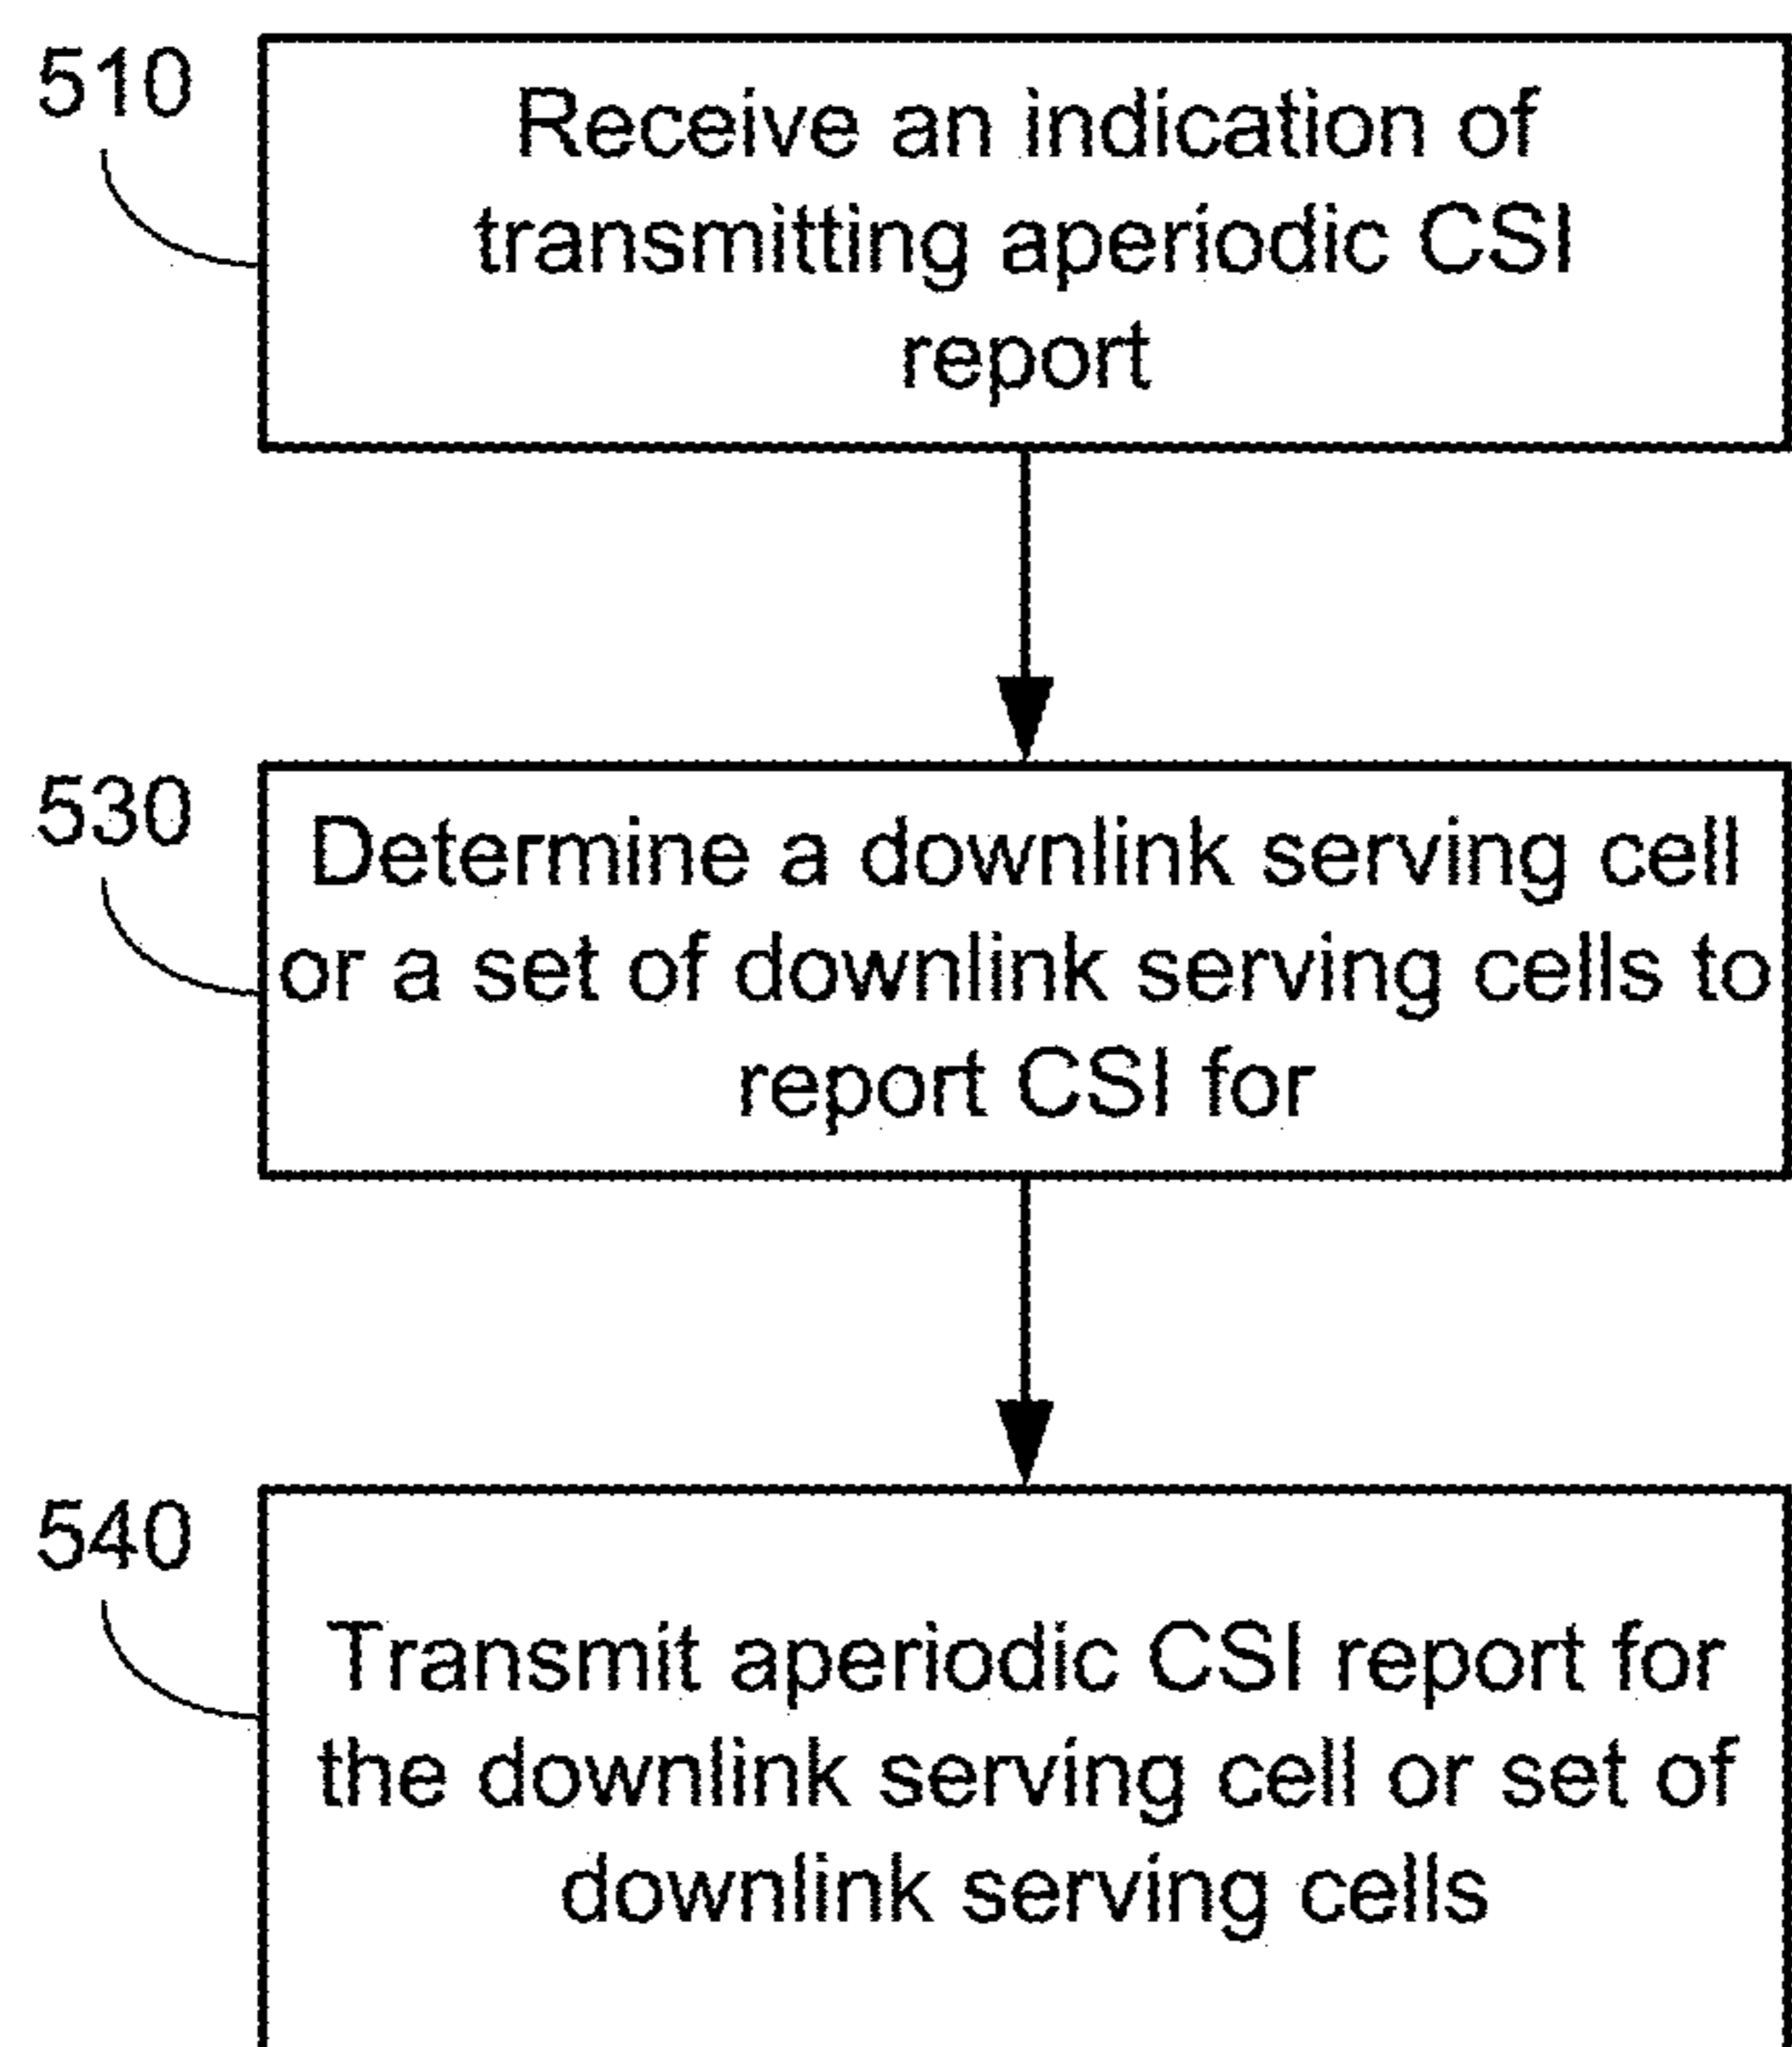 510
Receive an indication of
transmitting aperiodic CSI
report
530
Determine a downlink serving cell
or a set of downlink serving cells to
report CSI for
540
Transmit aperiodic CSI report for
the downlink serving cell or set of
downlink serving cells